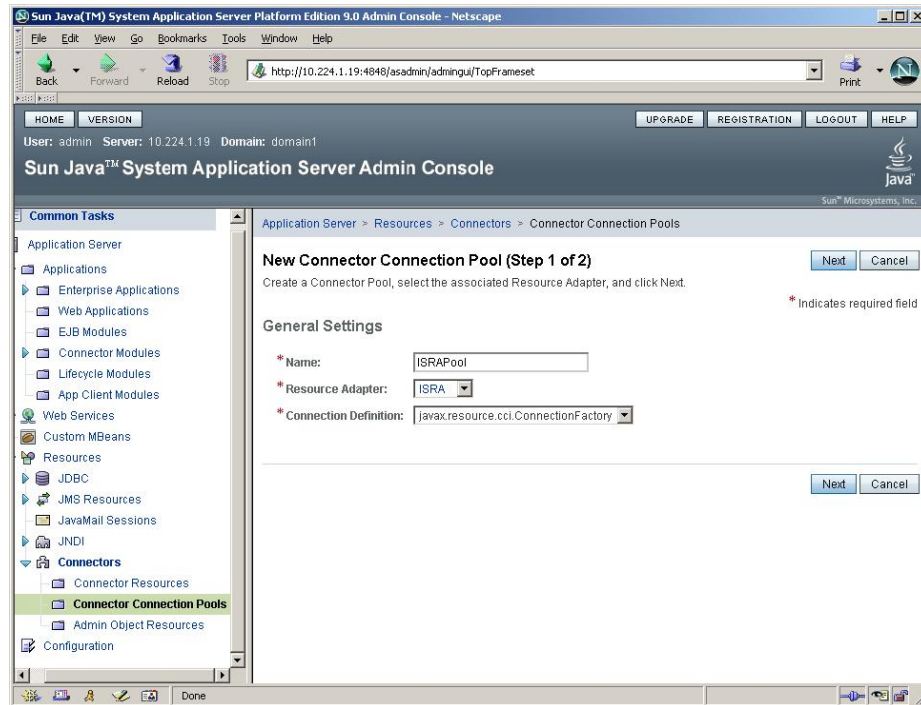 Sun Java(TM) System Application Server Platform Edition 9.0 Admin Console - Netscape
File Edit View Go Bookmarks Tools Window Help
Back Forward Reload Stop http://10.224.1.19:4848/asadmin/admingui/TopFrameset Print N
HOME VERSION UPGRADE REGISTRATION LOGOUT HELP
User: admin Server: 10.224.1.19 Domain: domain1
Sun Java™ System Application Server Admin Console
Java™
Sun™ Microsystems, Inc.
Common Tasks
Application Server
Applications
Enterprise Applications
Web Applications
EJB Modules
Connector Modules
Lifecycle Modules
App Client Modules
Web Services
Custom MBeans
Resources
JDBC
JMS Resources
JavaMail Sessions
JNDI
Connectors
Connector Resources
Connector Connection Pools
Admin Object Resources
Configuration
Application Server > Resources > Connectors > Connector Connection Pools
New Connector Connection Pool (Step 1 of 2) Next Cancel
Create a Connector Pool, select the associated Resource Adapter, and click Next.
* Indicates required field
General Settings
* Name: ISRAPool
* Resource Adapter: ISRA
* Connection Definition: javax.resource.cci.ConnectionFactory
Next Cancel
Done